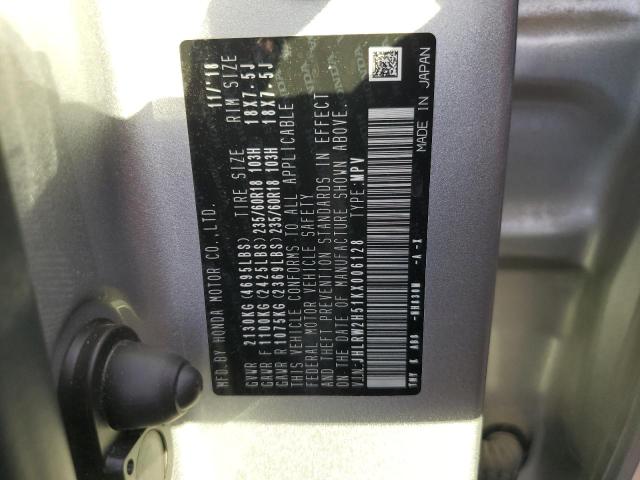 MFD.BY HONDA MOTOR CO.,LTD. 11/'18
GVWR 2130KG (4695LBS) TIRE SIZE RIM SIZE
GAWR F 1100KG (2425LBS) 235/60R18 103H 18X7.5J
GAWR R 1075KG (2369LBS) 235/60R18 103H 18X7.5J
THIS VEHICLE CONFORMS TO ALL APPLICABLE
FEDERAL MOTOR VEHICLE SAFETY
AND THEFT PREVENTION STANDARDS IN EFFECT
ON THE DATE OF MANUFACTURE SHOWN ABOVE.
V.I.N.:JHLRW2H51KX006128 TYPE:MPV
MADE IN JAPAN